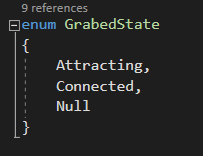 9 references
enum GrabedState
{
Attracting,
Connected,
Null
}